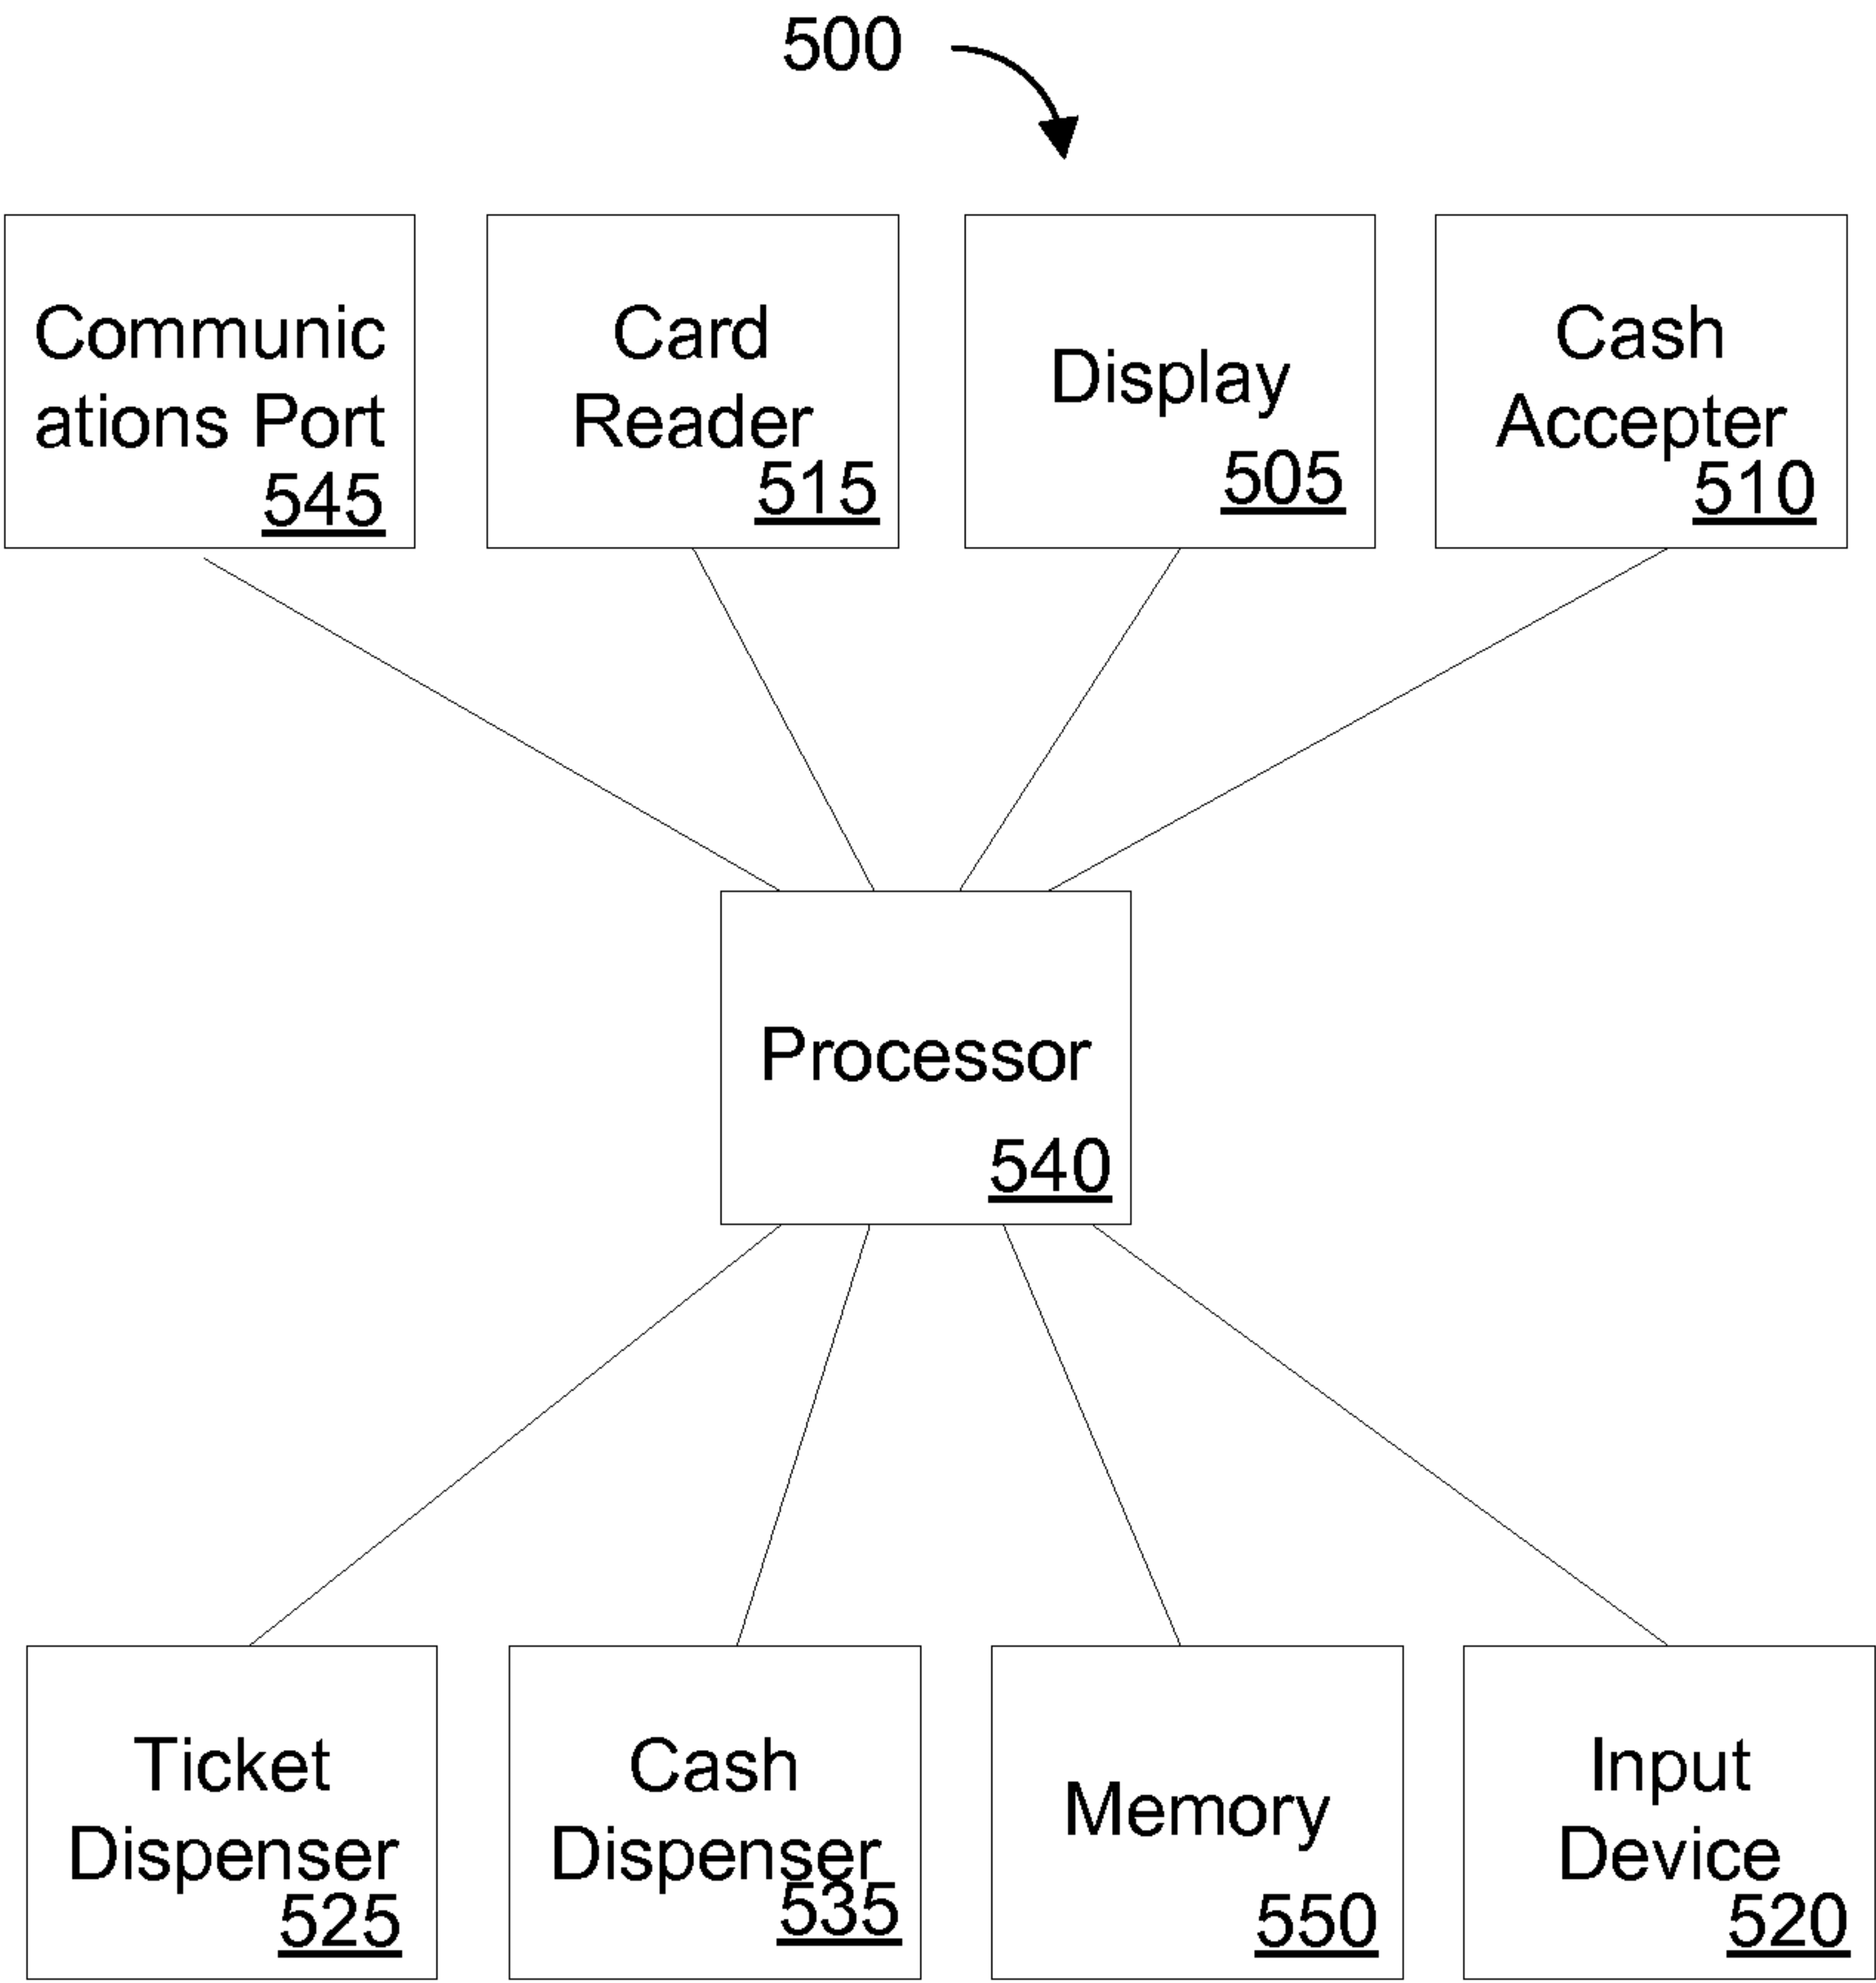 500
Communic
ations Port
545
Card
Reader
515
Display
505
Cash
Accepter
510
Processor
540
Ticket
Dispenser
525
Cash
Dispenser
535
Memory
550
Input
Device
520